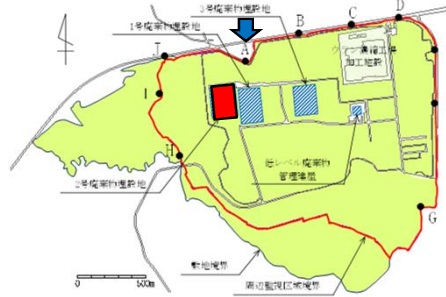 3号廃棄物埋設地
1号廃棄物埋設地
D
C
B
A
J
ウラン濃縮工場
加工施設
I
H
2号廃棄物埋設地
低レベル廃棄物
管理建屋
G
敷地境界
周辺監視区域境界
0
500m